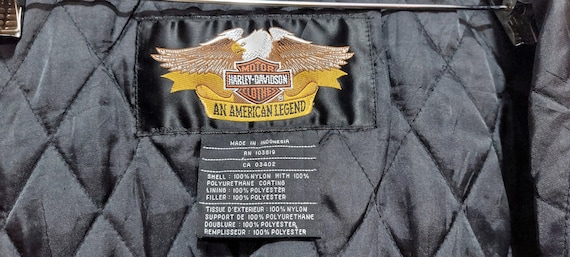 MOTOR
HARLEY-DAVIDSON
CLOTHES
AN AMERICAN LEGEND
MADE IN INDONESIA
RN 103819
CA 03402
SHELL : 100% NYLON WITH 100%
POLYURETHANE COATING
LINING : 100% POLYESTER
FILLER : 100% POLYESTER
TISSUE D'EXTERIEUR : 100% NYLON
SUPPORT DE 100% POLYURETHANE
DOUBLURE : 100% POLYESTER
REMPLISSEUR : 100% POLYESTER